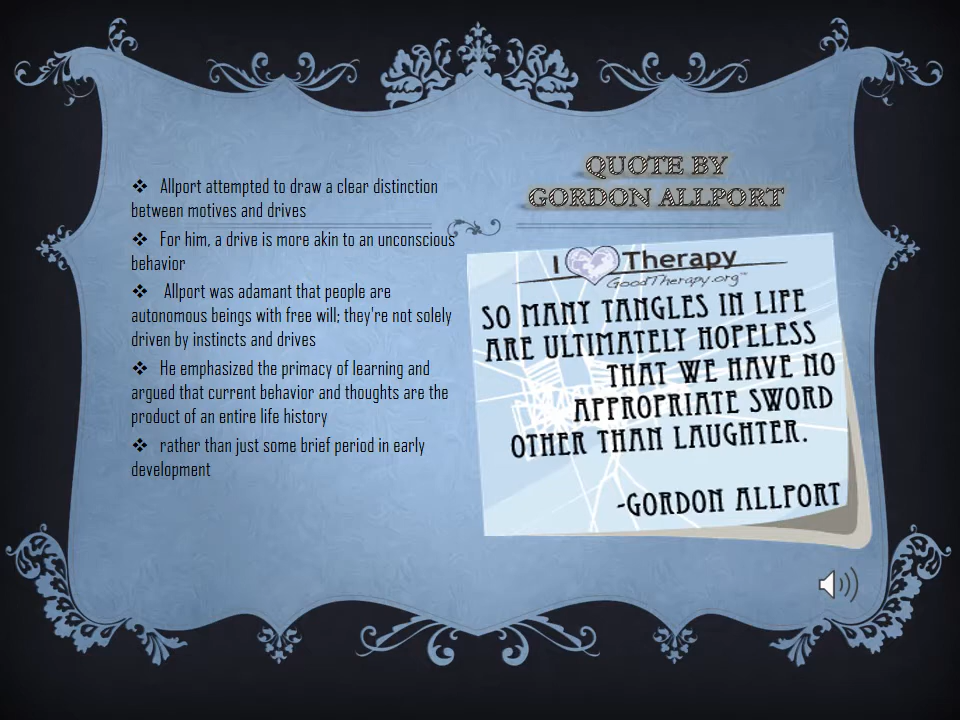 ❖ Allport attempted to draw a clear distinction
between motives and drives
❖ For him, a drive is more akin to an unconscious
behavior
❖ Allport was adamant that people are
autonomous beings with free will; they're not solely
driven by instincts and drives
❖ He emphasized the primacy of learning and
argued that current behavior and thoughts are the
product of an entire life history
❖ rather than just some brief period in early
development
QUOTE BY
GORDON ALLPORT
I Therapy
GoodTherapy.org™
SO MANY TANGLES IN LIFE
ARE ULTIMATELY HOPELESS
THAT WE HAVE NO
APPROPRIATE SWORD
OTHER THAN LAUGHTER.
-GORDON ALLPORT